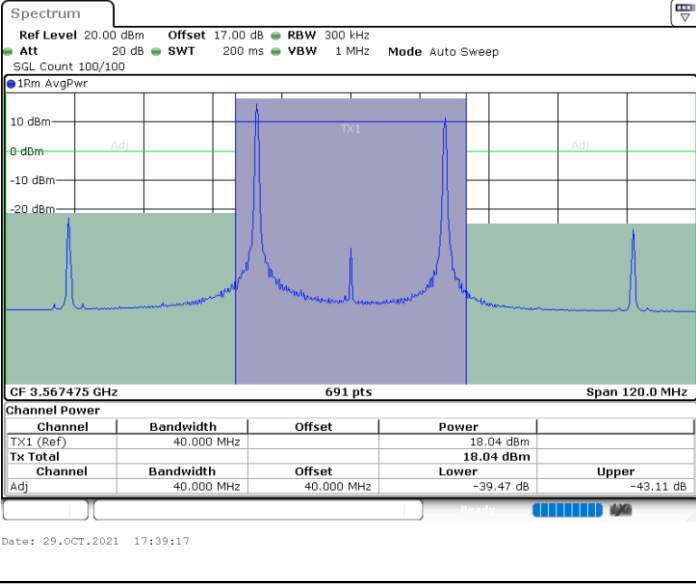 Spectrum
Ref Level 20.00 dBm Offset 17.00 dB RBW 300 kHz
Att 20 dB SWT 200 ms VBW 1 MHz Mode Auto Sweep
SGL Count 100/100
1Rm AvgPwr
10 dBm
TX1
0 dBm Adj Adj
-10 dBm
-20 dBm
CF 3.567475 GHz 691 pts Span 120.0 MHz
Channel Power
Channel Bandwidth Offset Power
TX1 (Ref) 40.000 MHz 18.04 dBm
Tx Total 18.04 dBm
Channel Bandwidth Offset Lower Upper
Adj 40.000 MHz 40.000 MHz -39.47 dB -43.11 dB
Ready
Date: 29.OCT.2021 17:39:17